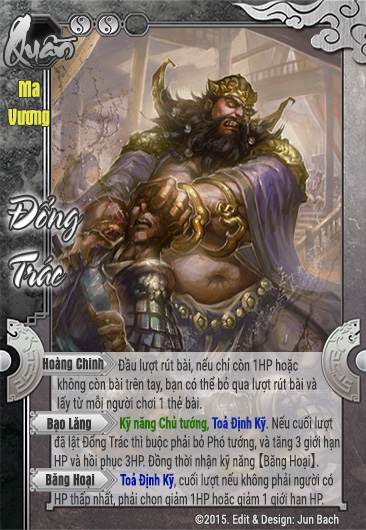 Quân
Ma
Vương
Đổng
Trác
Hoàng Chính Đầu lượt rút bài, nếu chỉ còn 1HP hoặc
không còn bài trên tay, bạn có thể bỏ qua lượt rút bài và
lấy từ mỗi người chơi 1 thẻ bài.
Bạo Lăng Kỹ năng Chủ tướng, Toả Định Kỹ. Nếu cuối lượt
đã lật Đổng Trác thì buộc phải bỏ Phó tướng, và tăng 3 giới hạn
HP và hồi phục 3HP. Đồng thời nhận kỹ năng【Băng Hoại】.
Băng Hoại Toả Định Kỹ, cuối lượt nếu không phải người có
HP thấp nhất, phải chọn giảm 1HP hoặc giảm 1 giới hạn HP.
©2015. Edit & Design: Jun Bach